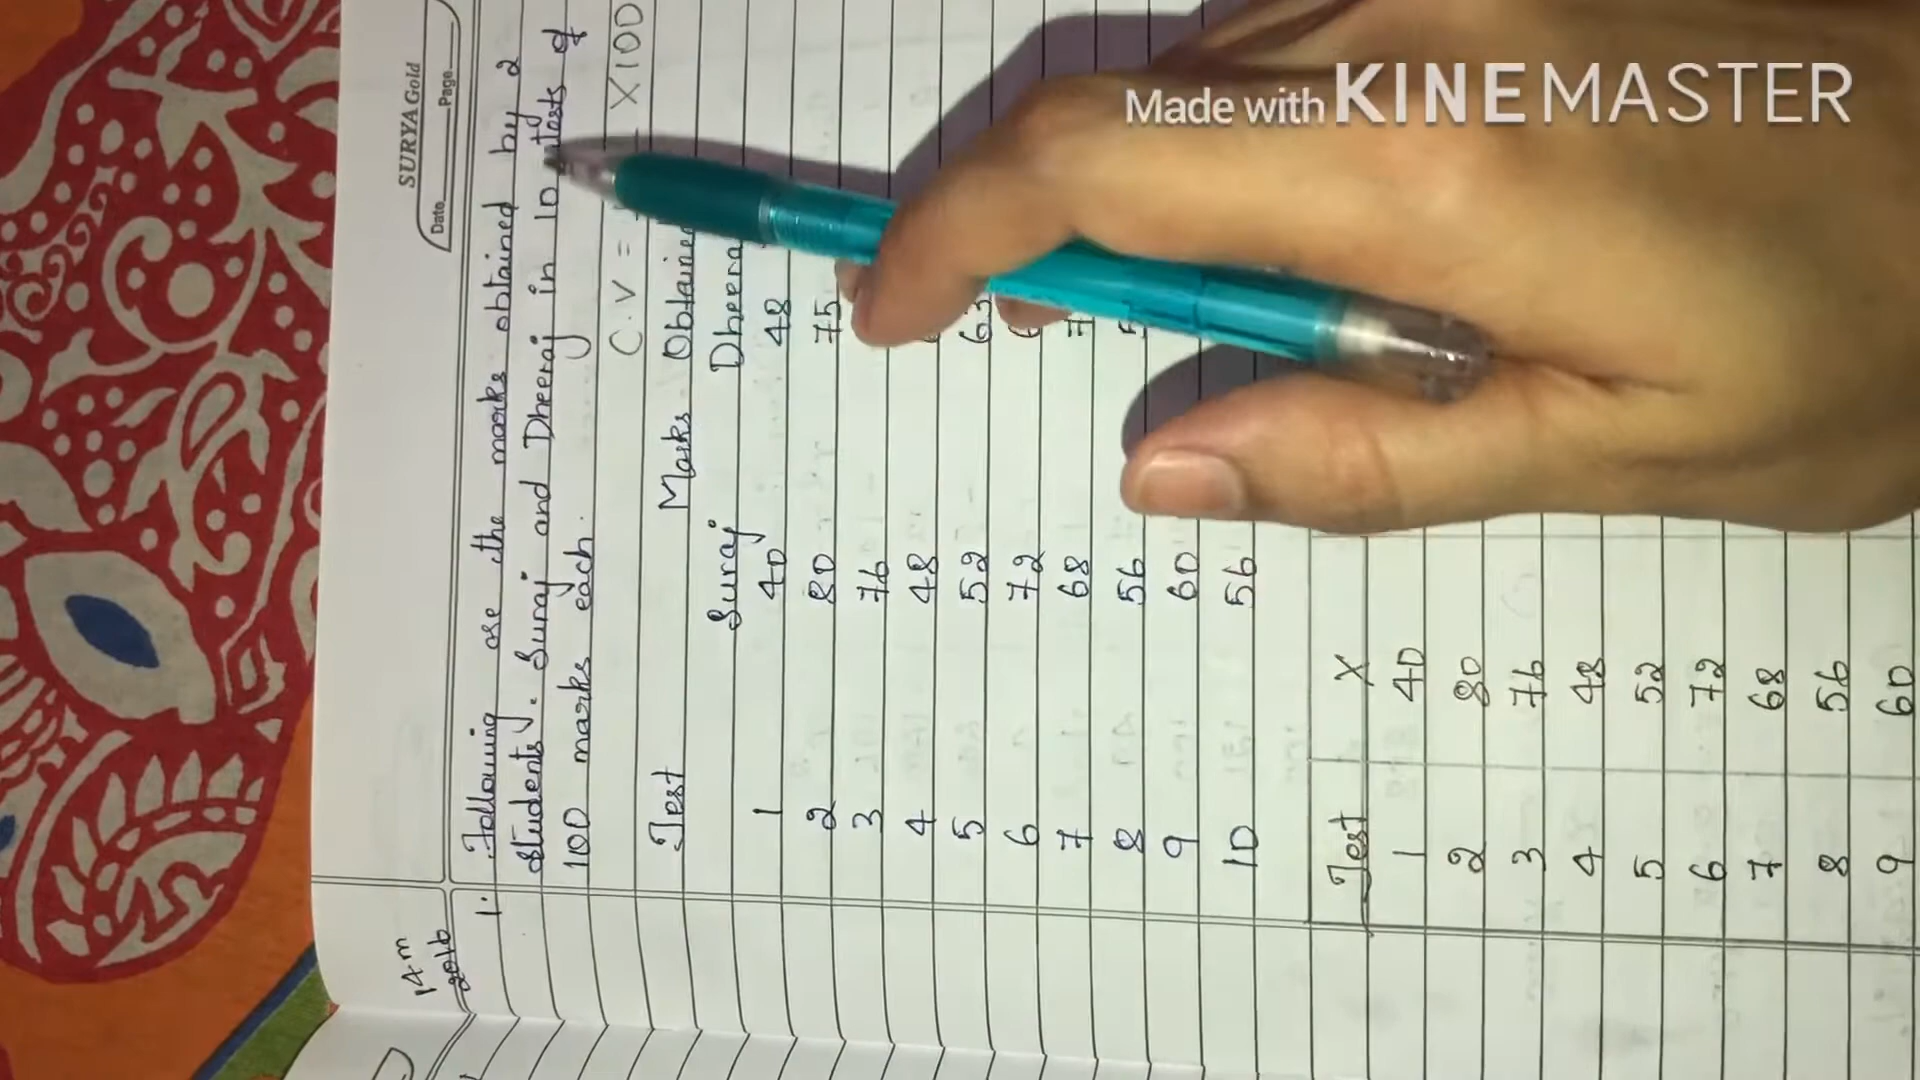 Made with KINEMASTER
SURYA Gold
Date Page
14m
2016
1. Following are the marks obtained by 2
students. Suraj and Dheeraj in 10 tests of
100 marks each.
C.V = X100
Test Marks Obtained
Suraj
1 40 48
2 80 75
3 76
4 48
5 52 63
6 72
7 68
8 56
9 60
10 56
Test X
1 40
2 80
3 76
4 48
5 52
6 72
7 68
8 56
9 60